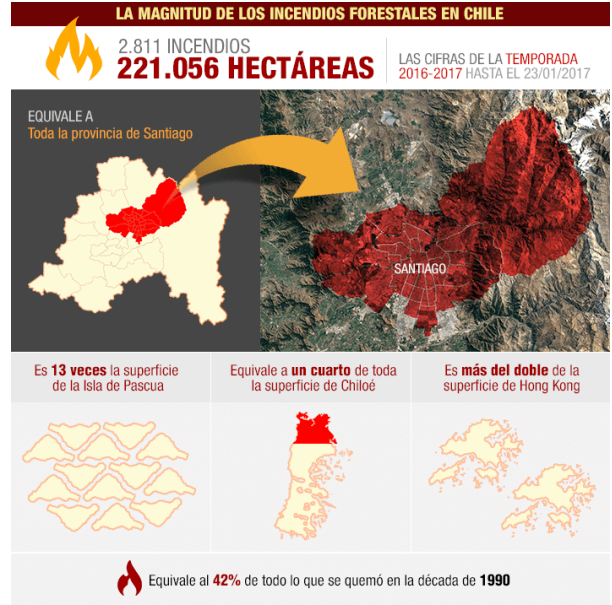 LA MAGNITUD DE LOS INCENDIOS FORESTALES EN CHILE
2.811 INCENDIOS
221.056 HECTÁREAS
LAS CIFRAS DE LA TEMPORADA
2016-2017 HASTA EL 23/01/2017
EQUIVALE A
Toda la provincia de Santiago
SANTIAGO
Es 13 veces la superficie
de la Isla de Pascua
Equivale a un cuarto de toda
la superficie de Chiloé
Es más del doble de la
superficie de Hong Kong
Equivale al 42% de todo lo que se quemó en la década de 1990